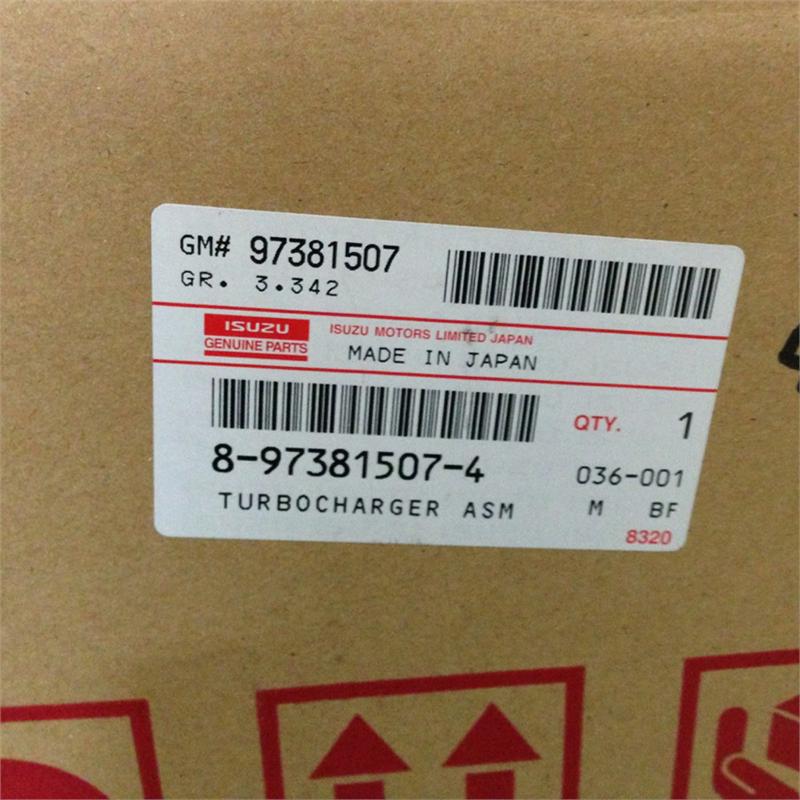 GM# 97381507
GR. 3.342
ISUZU
GENUINE PARTS
ISUZU MOTORS LIMITED JAPAN
MADE IN JAPAN
QTY. 1
8-97381507-4
036-001
TURBOCHARGER ASM
M BF
8320